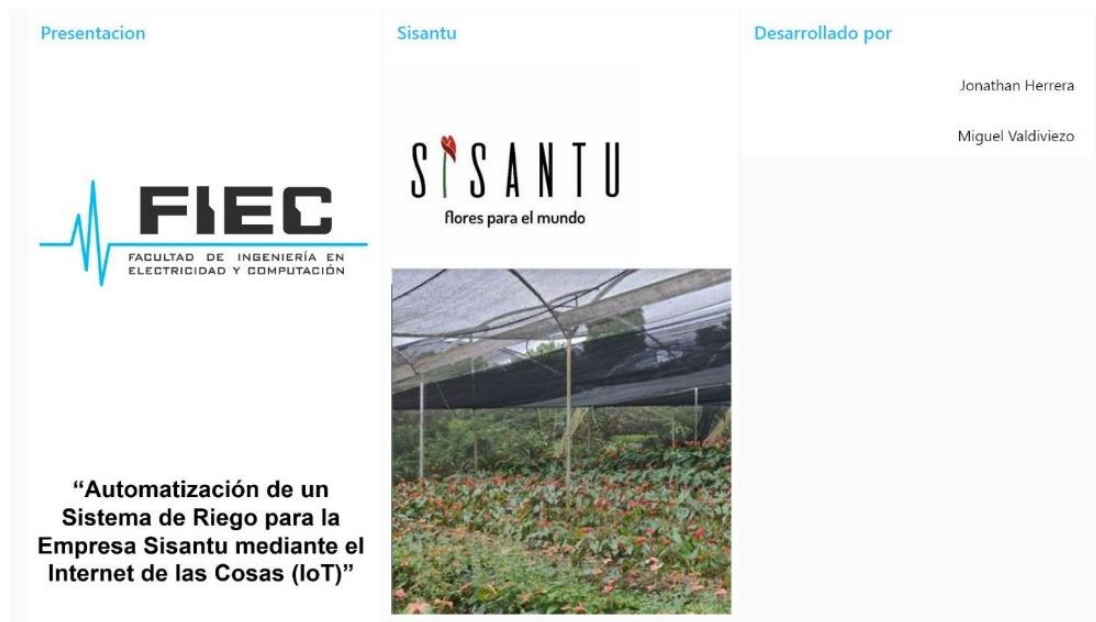 Presentacion
FIEC
FACULTAD DE INGENIERÍA EN
ELECTRICIDAD Y COMPUTACIÓN
“Automatización de un
Sistema de Riego para la
Empresa Sisantu mediante el
Internet de las Cosas (IoT)”
Sisantu
SISANTU
flores para el mundo
Desarrollado por
Jonathan Herrera
Miguel Valdiviezo